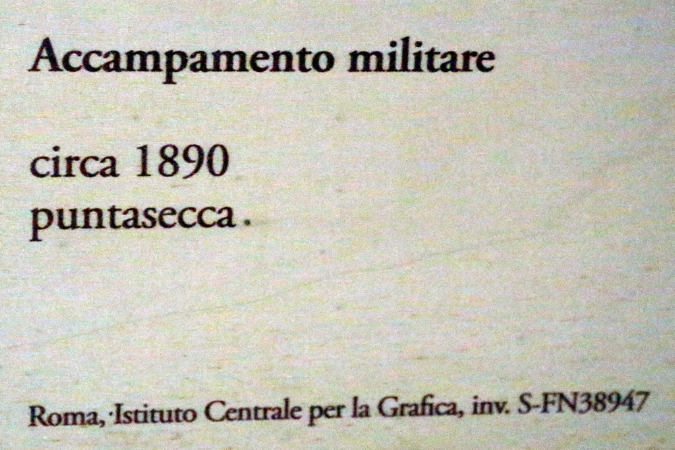 Accampamento militare
circa 1890
puntasecca
Roma, Istituto Centrale per la Grafica, inv. S-FN38947